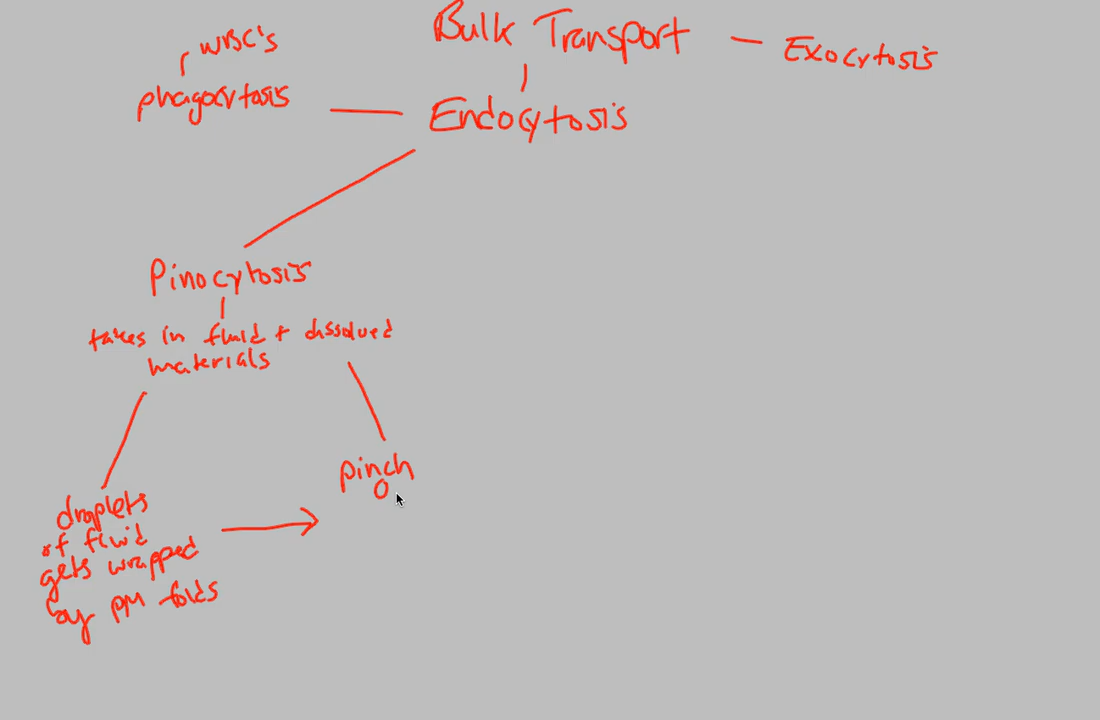 Bulk Transport — Exocytosis
WBC's
phagocytosis — Endocytosis
Pinocytosis
takes in fluid + dissolved
materials
droplets
of fluid
gets wrapped
by PM folds
pinch
O